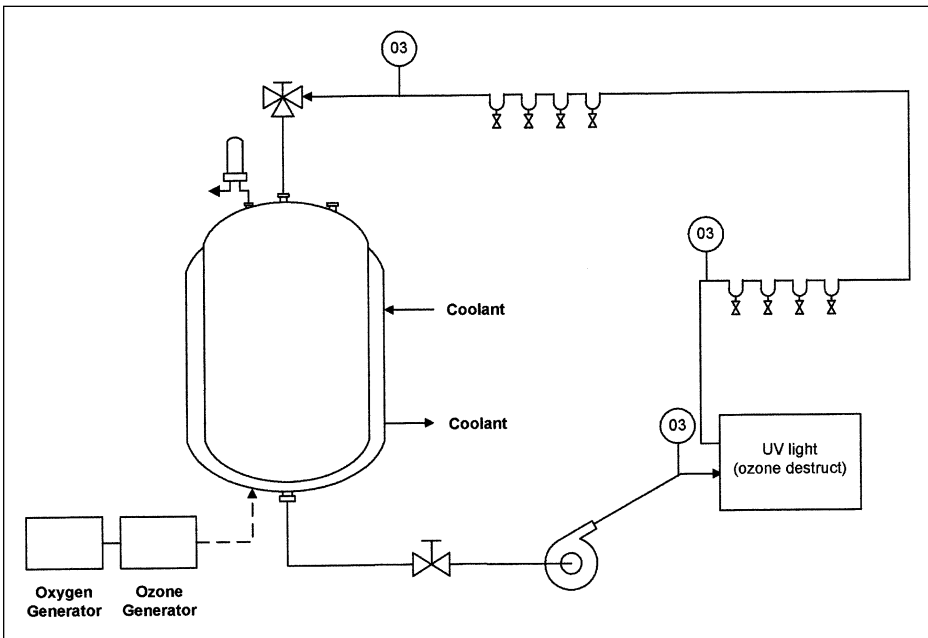 03
03
Coolant
Coolant
03
UV light
(ozone destruct)
Oxygen
Generator
Ozone
Generator